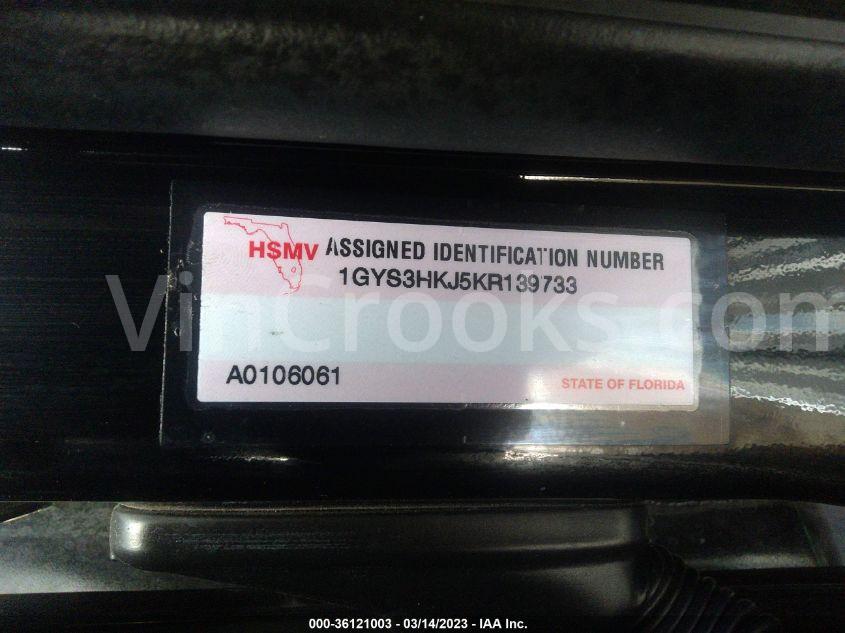 HSMV ASSIGNED IDENTIFICATION NUMBER
1GYS3HKJ5KR139733
VinCrooks.com
A0106061
STATE OF FLORIDA
000-36121003 - 03/14/2023 - IAA Inc.